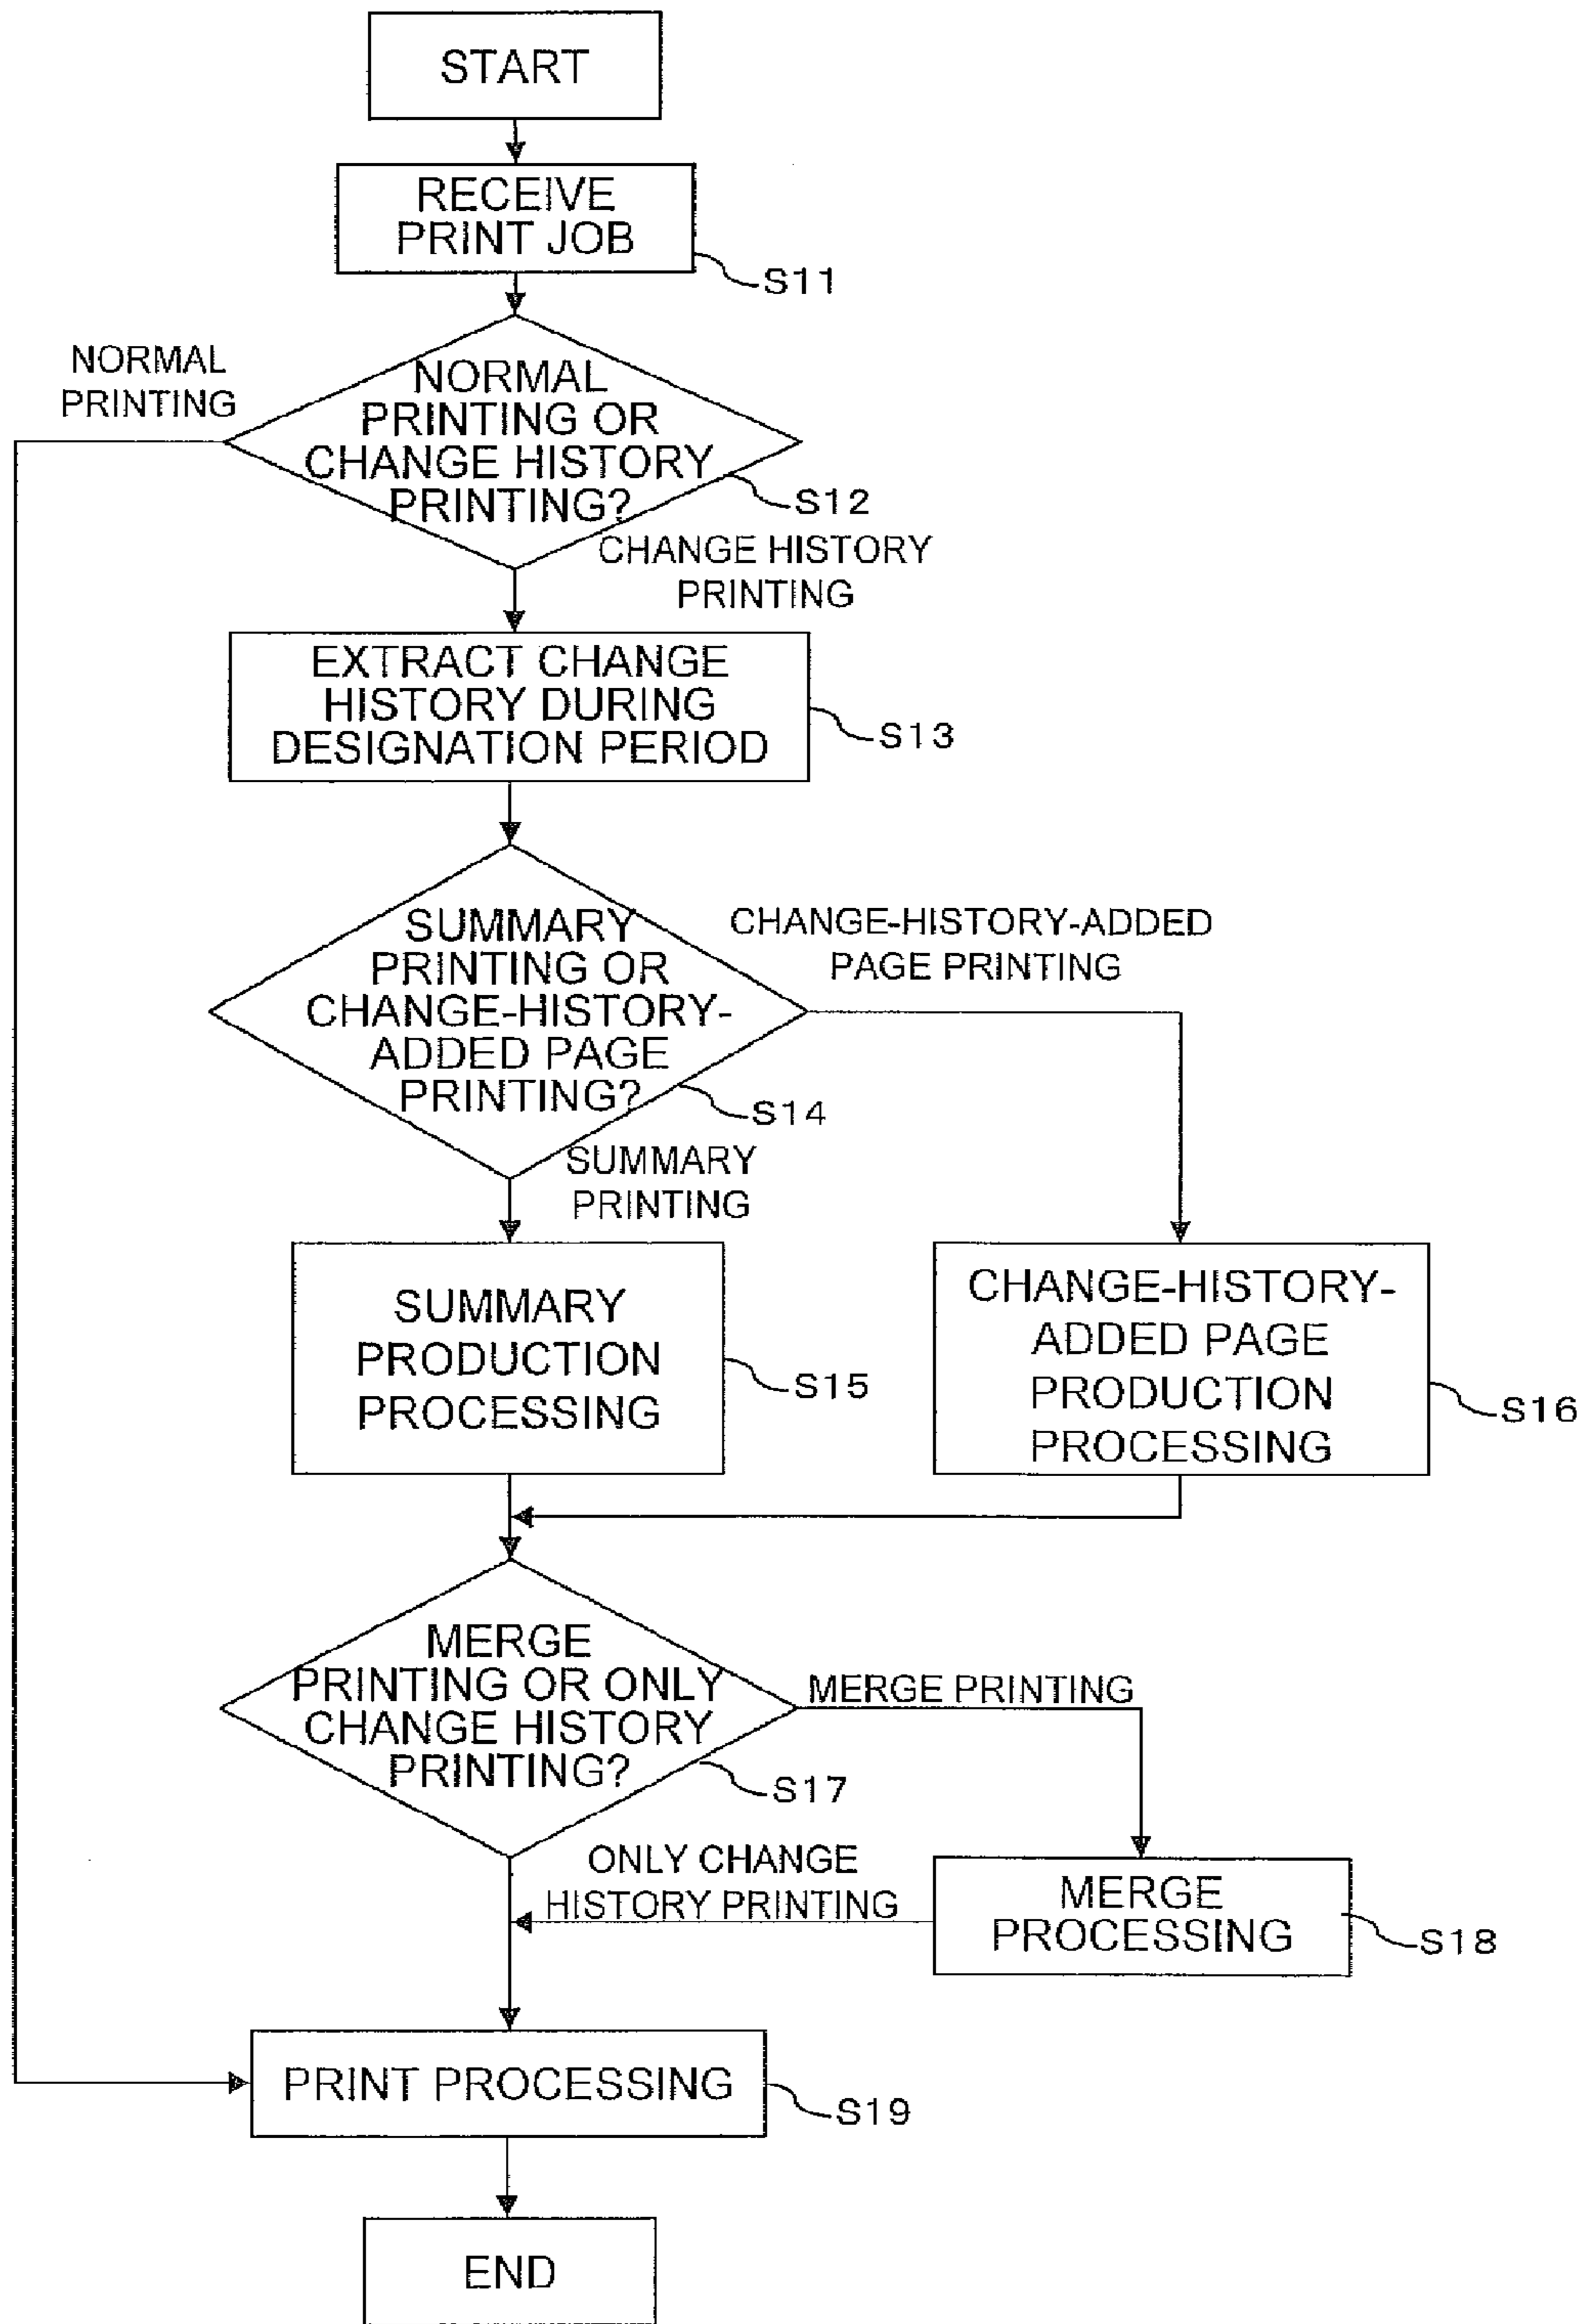 START
RECEIVE
PRINT JOB
S11
NORMAL
PRINTING
NORMAL
PRINTING OR
CHANGE HISTORY
PRINTING?
S12
CHANGE HISTORY
PRINTING
EXTRACT CHANGE
HISTORY DURING
DESIGNATION PERIOD
S13
SUMMARY
PRINTING OR
CHANGE-HISTORY-
ADDED PAGE
PRINTING?
S14
CHANGE-HISTORY-ADDED
PAGE PRINTING
SUMMARY
PRINTING
SUMMARY
PRODUCTION
PROCESSING
S15
CHANGE-HISTORY-
ADDED PAGE
PRODUCTION
PROCESSING
S16
MERGE
PRINTING OR ONLY
CHANGE HISTORY
PRINTING?
S17
MERGE PRINTING
ONLY CHANGE
HISTORY PRINTING
MERGE
PROCESSING
S18
PRINT PROCESSING
S19
END